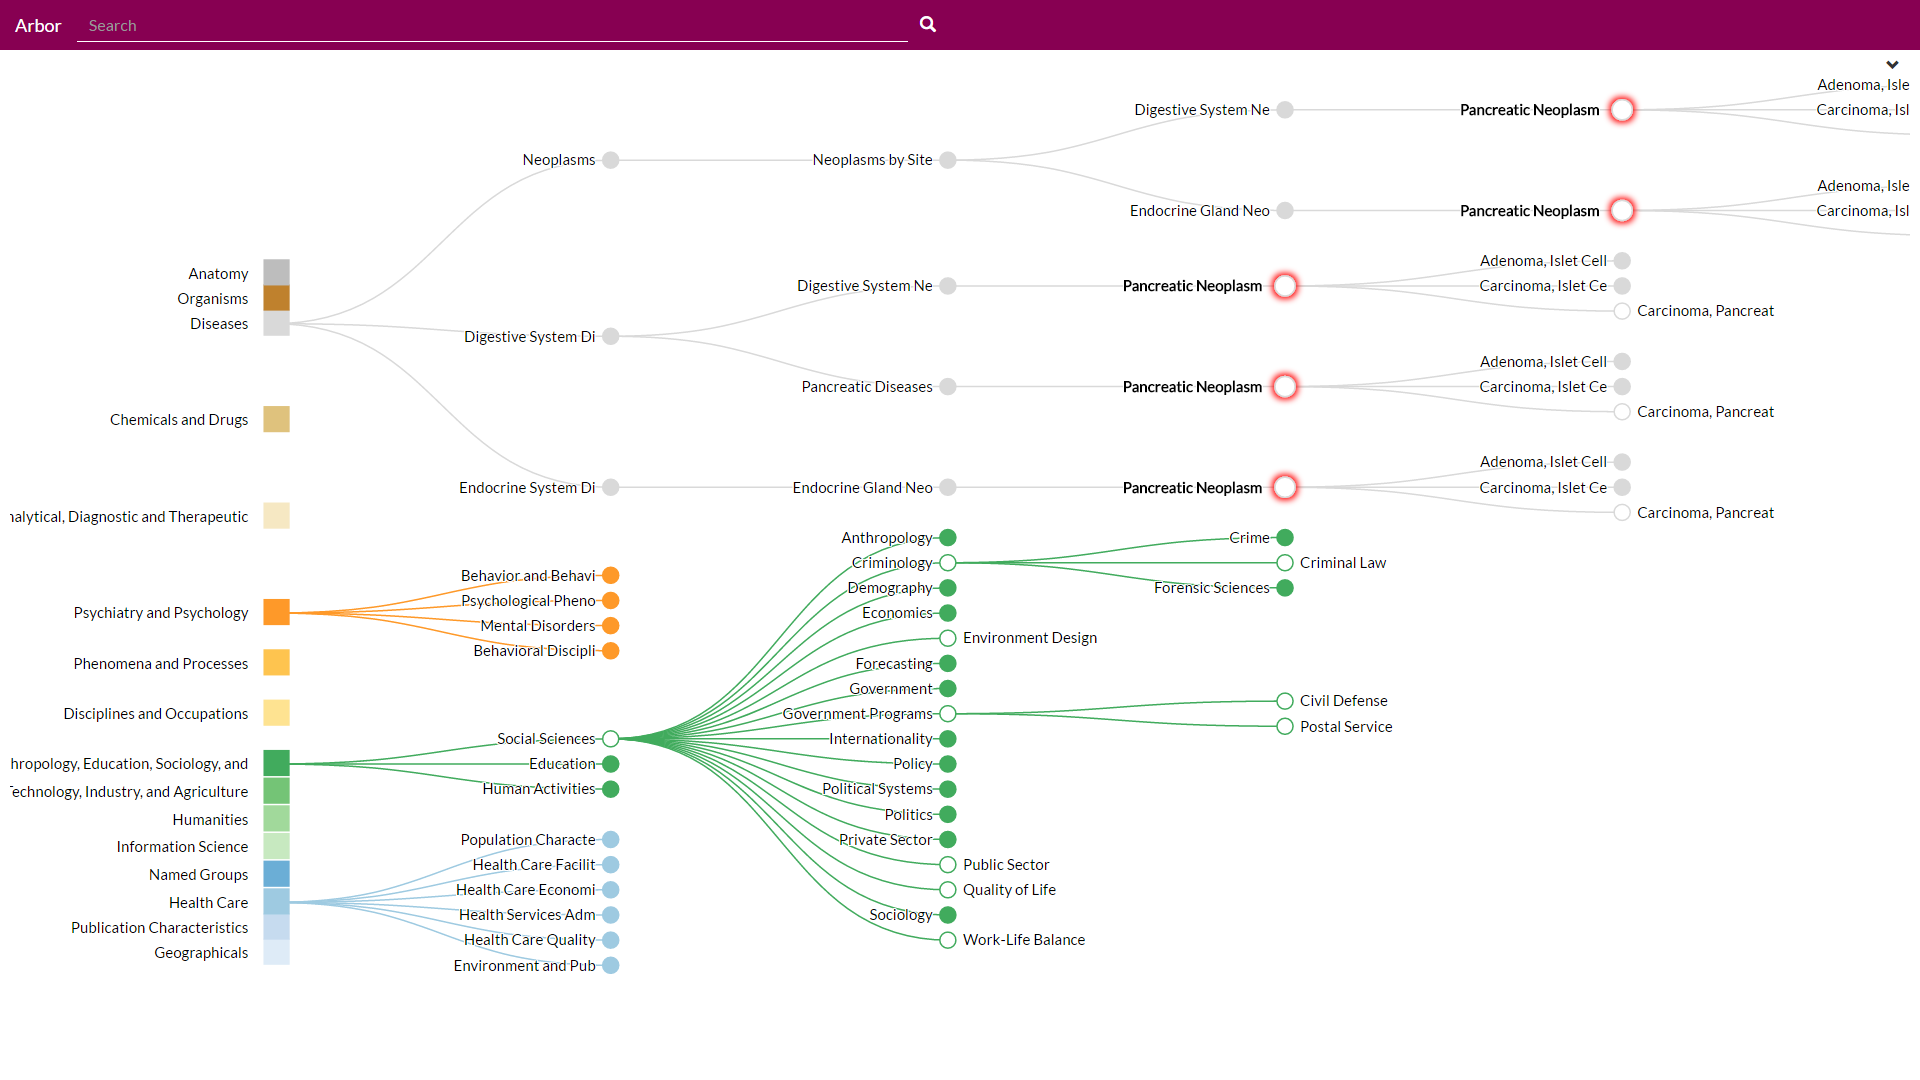 Arbor
Search
Anatomy
Organisms
Diseases
Chemicals and Drugs
nalytical, Diagnostic and Therapeutic
Psychiatry and Psychology
Phenomena and Processes
Disciplines and Occupations
hropology, Education, Sociology, and
Technology, Industry, and Agriculture
Humanities
Information Science
Named Groups
Health Care
Publication Characteristics
Geographicals
Neoplasms
Digestive System Di
Endocrine System Di
Behavior and Behavi
Psychological Pheno
Mental Disorders
Behavioral Discipli
Social Sciences
Education
Human Activities
Population Characte
Health Care Facilit
Health Care Economi
Health Services Adm
Health Care Quality
Environment and Pub
Neoplasms by Site
Digestive System Ne
Pancreatic Diseases
Endocrine Gland Neo
Anthropology
Criminology
Demography
Economics
Environment Design
Forecasting
Government
Government Programs
Internationality
Policy
Political Systems
Politics
Private Sector
Public Sector
Quality of Life
Sociology
Work-Life Balance
Digestive System Ne
Endocrine Gland Neo
Pancreatic Neoplasm
Pancreatic Neoplasm
Pancreatic Neoplasm
Crime
Criminal Law
Forensic Sciences
Civil Defense
Postal Service
Pancreatic Neoplasm
Pancreatic Neoplasm
Adenoma, Islet Cell
Carcinoma, Islet Ce
Carcinoma, Pancreat
Adenoma, Islet Cell
Carcinoma, Islet Ce
Carcinoma, Pancreat
Adenoma, Islet Cell
Carcinoma, Islet Ce
Carcinoma, Pancreat
Adenoma, Isle
Carcinoma, Isl
Adenoma, Isle
Carcinoma, Isl